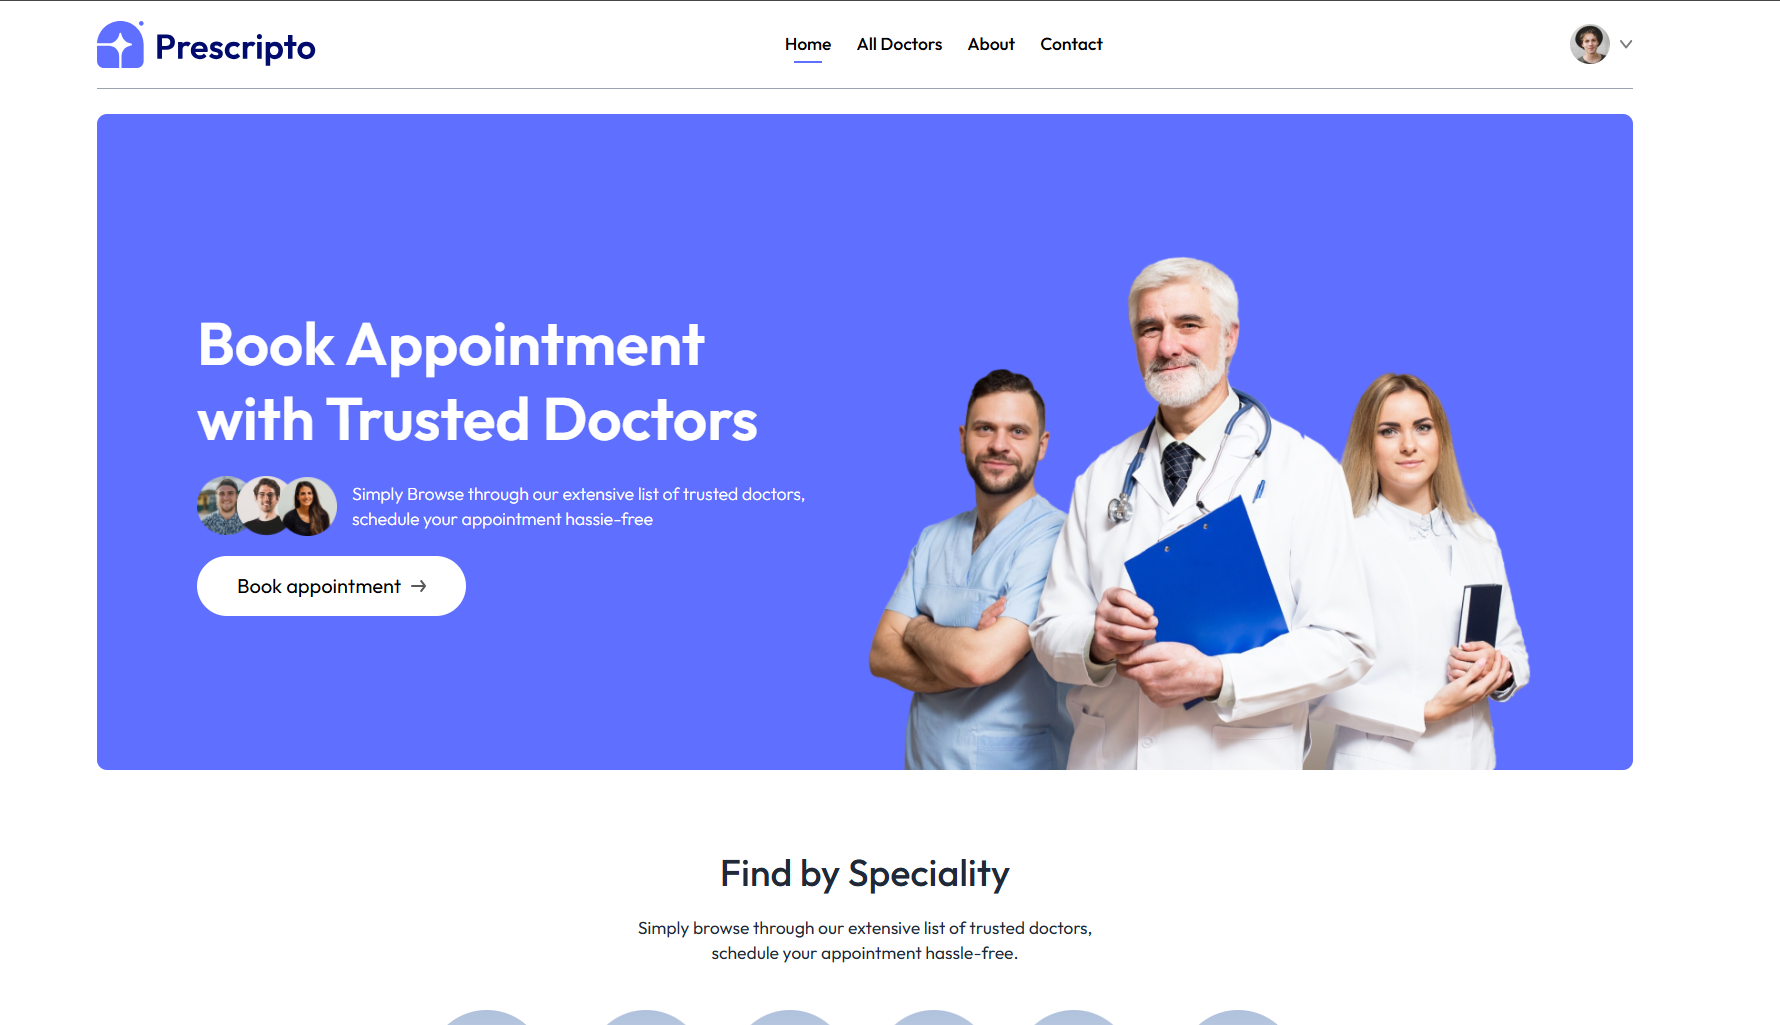 Prescripto
Home
All Doctors
About
Contact
Book Appointment
with Trusted Doctors
Simply Browse through our extensive list of trusted doctors,
schedule your appointment hassie-free
Book appointment →
Find by Speciality
Simply browse through our extensive list of trusted doctors,
schedule your appointment hassle-free.